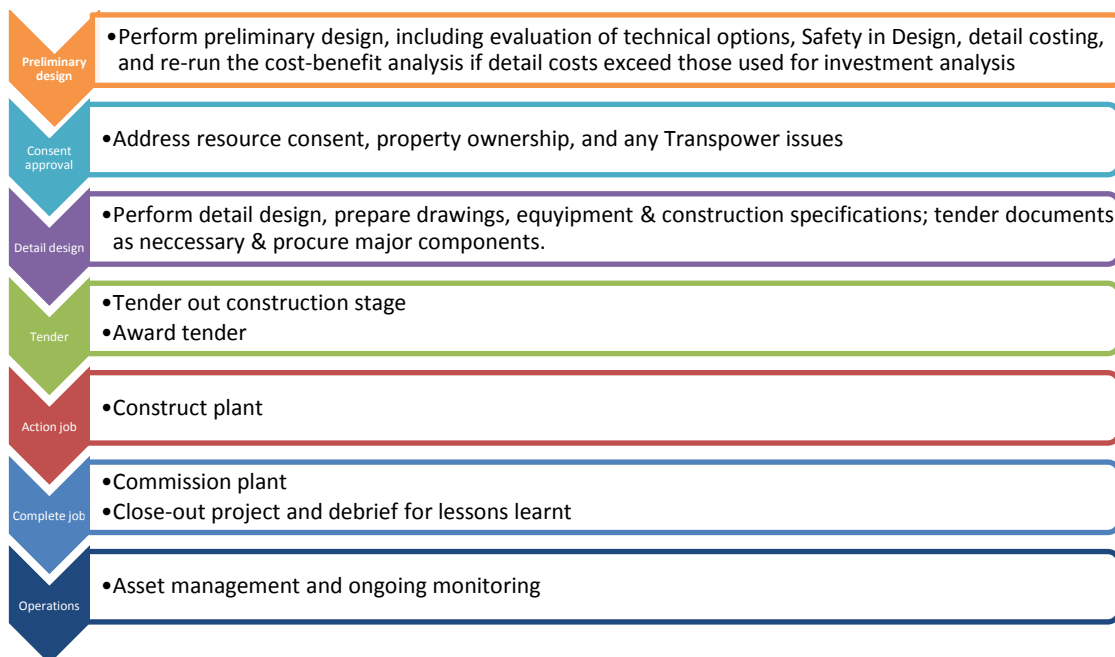 Preliminary
design
•Perform preliminary design, including evaluation of technical options, Safety in Design, detail costing,
and re-run the cost-benefit analysis if detail costs exceed those used for investment analysis
Consent
approval
•Address resource consent, property ownership, and any Transpower issues
Detail design
•Perform detail design, prepare drawings, equyipment & construction specifications; tender documents
as neccessary & procure major components.
Tender
•Tender out construction stage
•Award tender
Action job
•Construct plant
Complete job
•Commission plant
•Close-out project and debrief for lessons learnt
Operations
•Asset management and ongoing monitoring